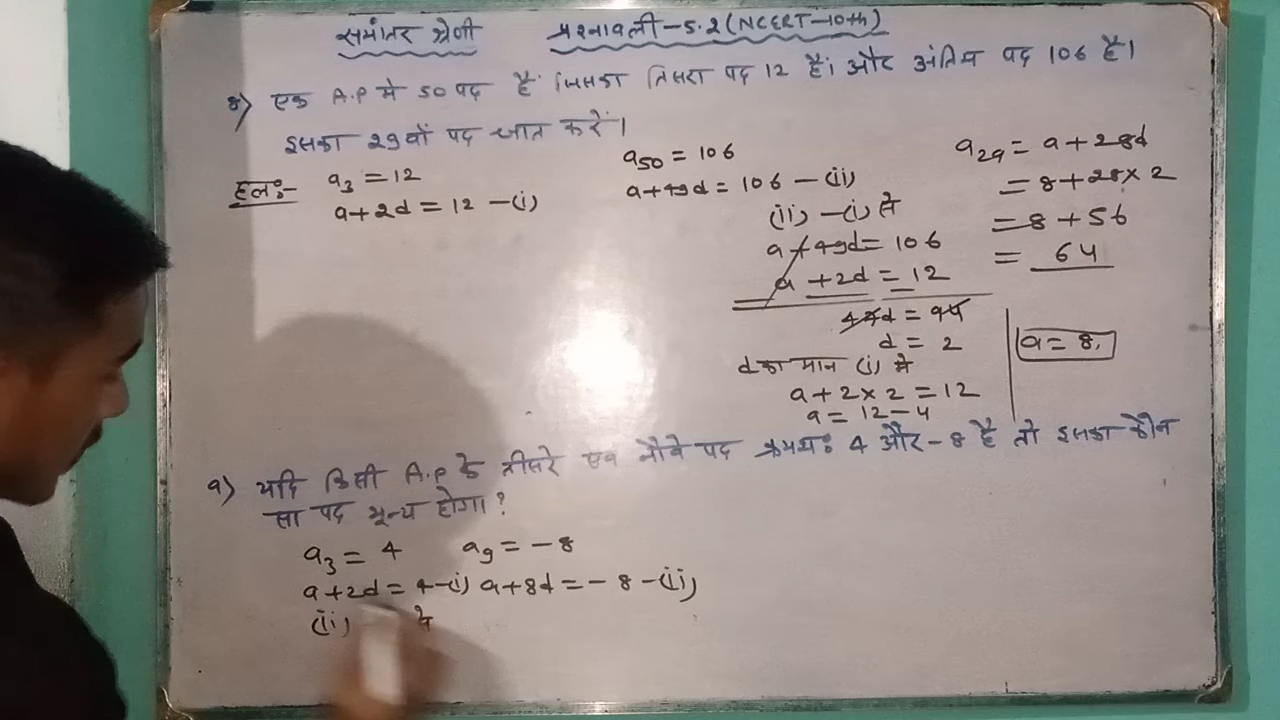 समांतर श्रेणी प्रश्नावली-5.2 (NCERT-10th)
8) एक A.P मे 50 पद है जिसका तिसरा पद 12 है। और अंतिम पद 106 है।
इसका 29वाँ पद ज्ञात करें।
हलः- a₃ = 12
a+2d = 12 -(i)
a₅₀ = 106
a+49d = 106 -(ii)
(ii) -(i) से
a+49d = 106
a+2d = 12
47d = 94
d = 2
d का मान (i) मे
a+2×2 = 12
a = 12-4
a = 8
a₂₉ = a+28d
= 8+28×2
= 8+56
= 64
9) यदि किसी A.P के तीसरे एवं नौवे पद क्रमशः 4 और -8 है तो इसका कौन
सा पद शून्य होगा?
a₃ = 4 a₉ = -8
a+2d = 4-(i) a+8d = -8-(ii)
(ii) से